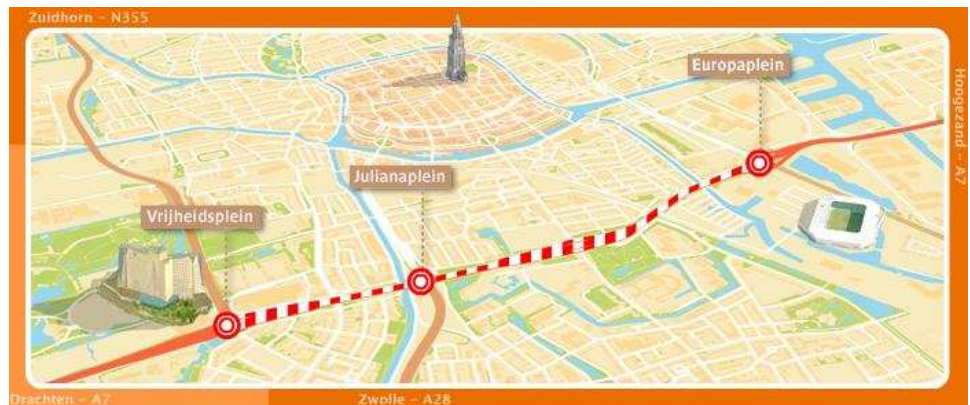 Zuidhorn - N355
Europaplein
Hoogezand - A7
Julianaplein
Vrijheidsplein
Drachten - A7
Zwolle - A28